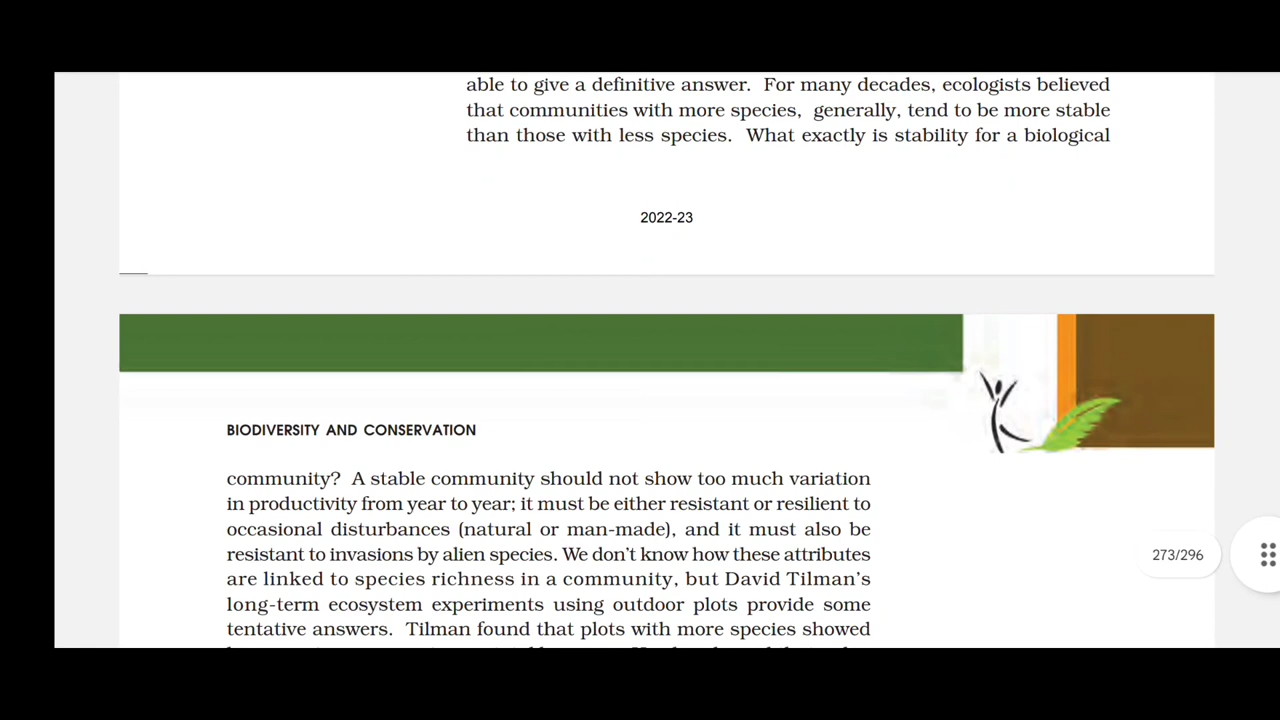 able to give a definitive answer.  For many decades, ecologists believed
that communities with more species,  generally, tend to be more stable
than those with less species.  What exactly is stability for a biological
2022-23
BIODIVERSITY AND CONSERVATION
community?  A stable community should not show too much variation
in productivity from year to year; it must be either resistant or resilient to
occasional disturbances (natural or man-made), and it must also be
resistant to invasions by alien species. We don't know how these attributes
are linked to species richness in a community, but David Tilman's
long-term ecosystem experiments using outdoor plots provide some
tentative answers.  Tilman found that plots with more species showed
273/296